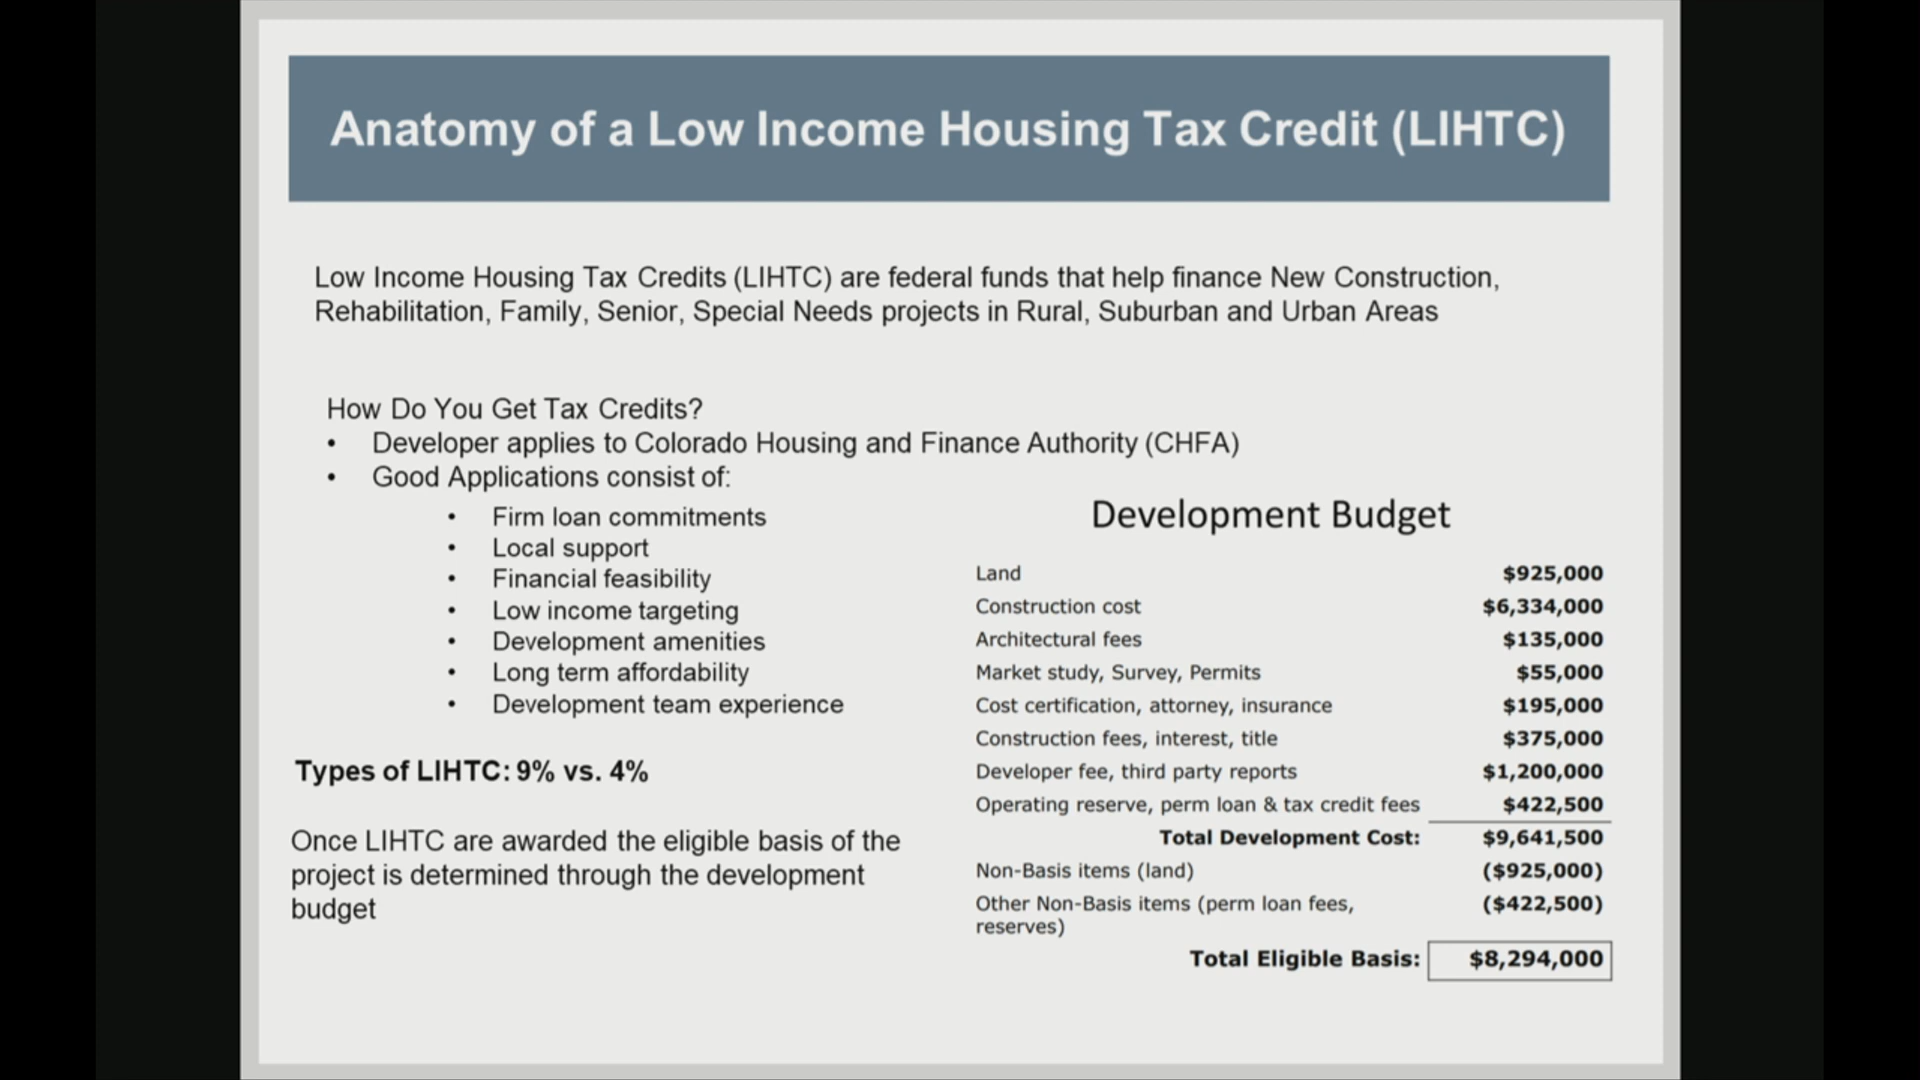 Anatomy of a Low Income Housing Tax Credit (LIHTC)
Low Income Housing Tax Credits (LIHTC) are federal funds that help finance New Construction,
Rehabilitation, Family, Senior, Special Needs projects in Rural, Suburban and Urban Areas
How Do You Get Tax Credits?
• Developer applies to Colorado Housing and Finance Authority (CHFA)
• Good Applications consist of:
• Firm loan commitments
• Local support
• Financial feasibility
• Low income targeting
• Development amenities
• Long term affordability
• Development team experience
Types of LIHTC: 9% vs. 4%
Once LIHTC are awarded the eligible basis of the
project is determined through the development
budget
Development Budget
Land $925,000
Construction cost $6,334,000
Architectural fees $135,000
Market study, Survey, Permits $55,000
Cost certification, attorney, insurance $195,000
Construction fees, interest, title $375,000
Developer fee, third party reports $1,200,000
Operating reserve, perm loan & tax credit fees $422,500
Total Development Cost: $9,641,500
Non-Basis items (land) ($925,000)
Other Non-Basis items (perm loan fees, ($422,500)
reserves)
Total Eligible Basis: $8,294,000